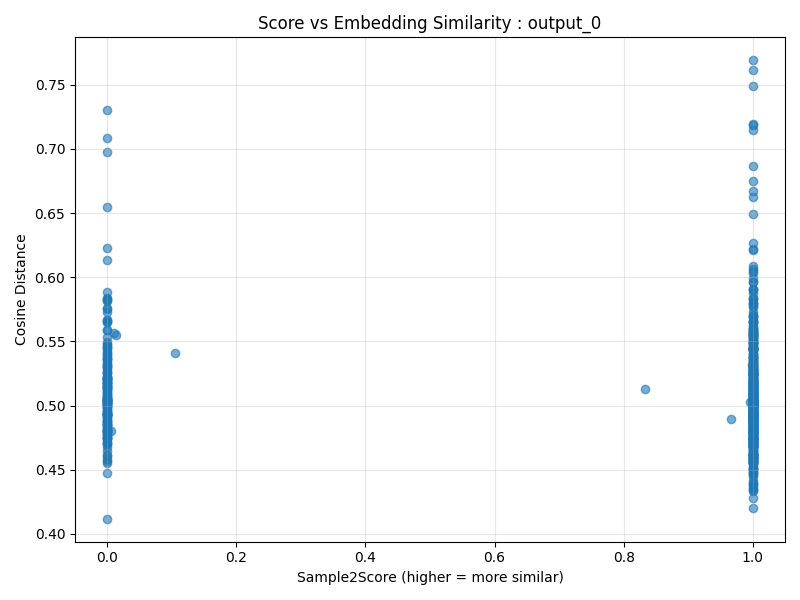 Score vs Embedding Similarity : output_0
Cosine Distance
0.75
0.70
0.65
0.60
0.55
0.50
0.45
0.40
0.0 0.2 0.4 0.6 0.8 1.0
Sample2Score (higher = more similar)